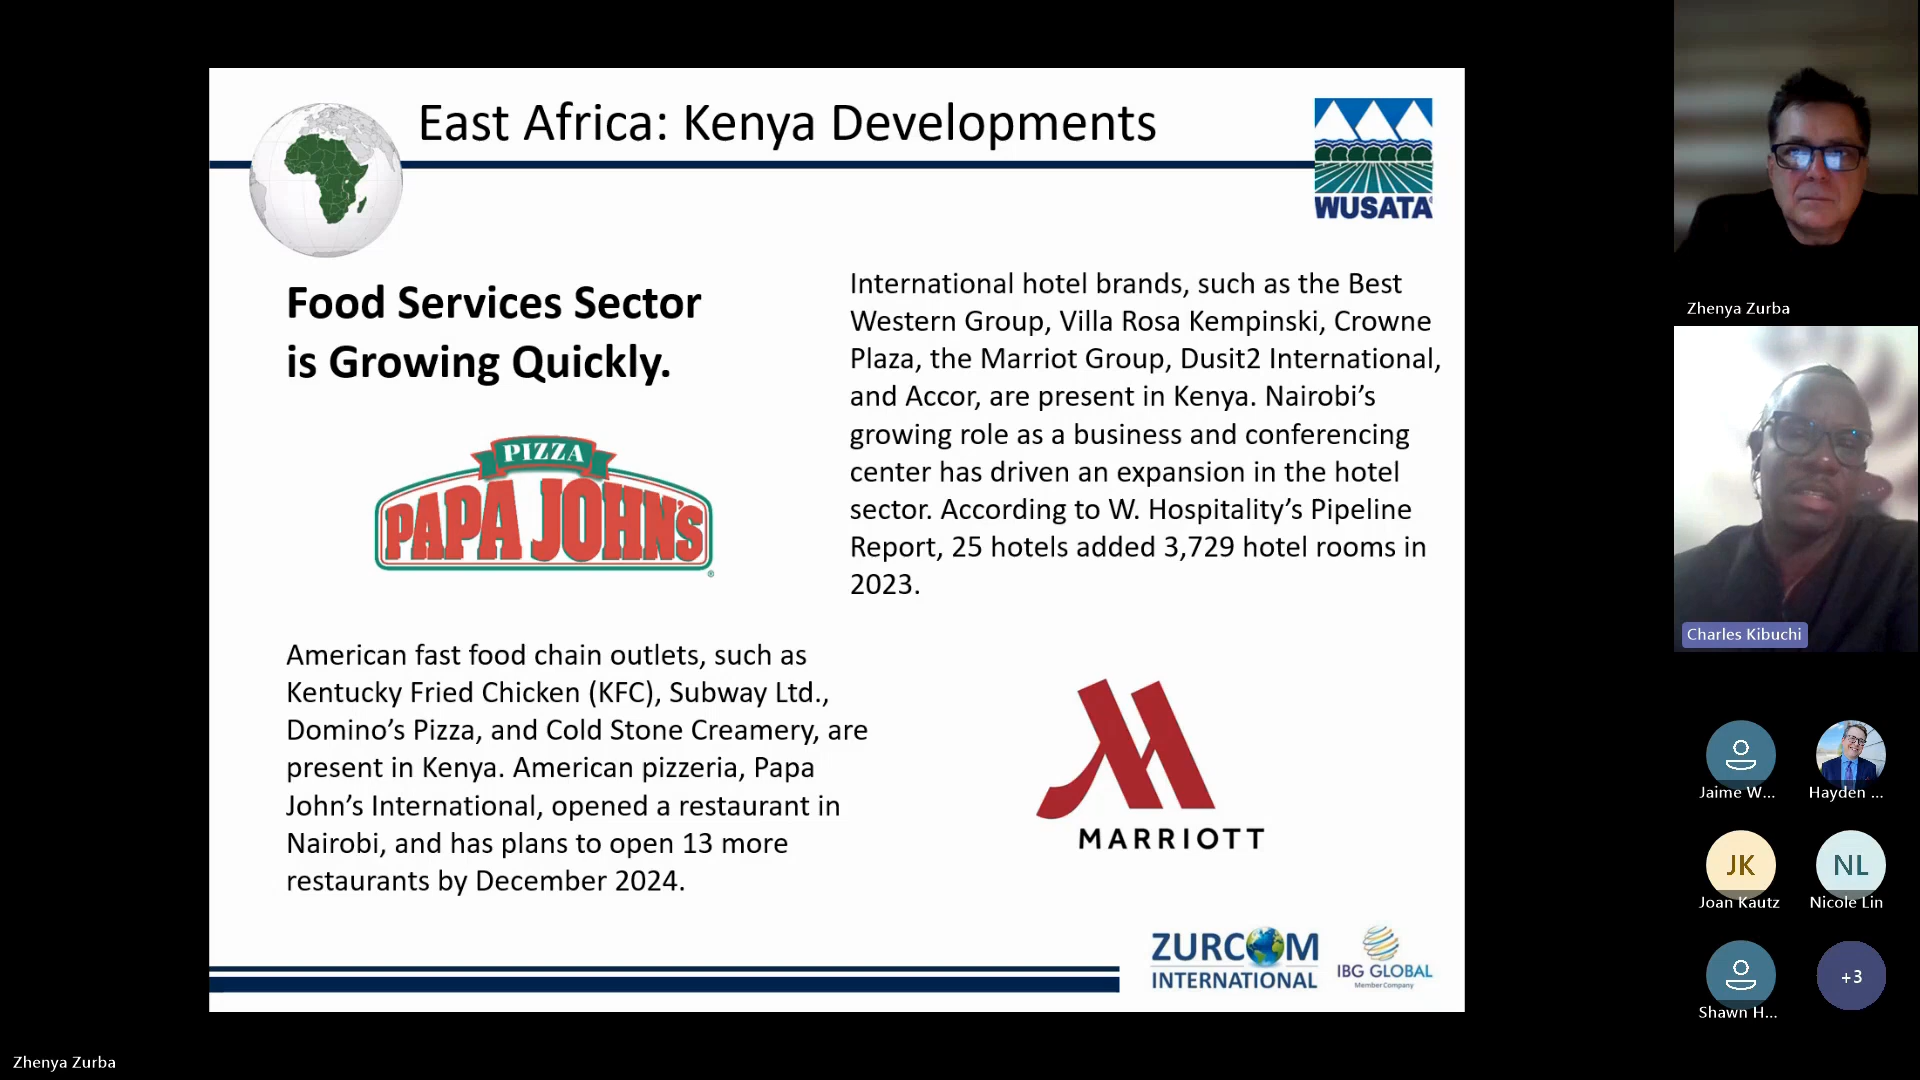 East Africa: Kenya Developments
WUSATA
Food Services Sector
is Growing Quickly.
PIZZA
PAPA JOHN'S
®
American fast food chain outlets, such as
Kentucky Fried Chicken (KFC), Subway Ltd.,
Domino’s Pizza, and Cold Stone Creamery, are
present in Kenya. American pizzeria, Papa
John’s International, opened a restaurant in
Nairobi, and has plans to open 13 more
restaurants by December 2024.
International hotel brands, such as the Best
Western Group, Villa Rosa Kempinski, Crowne
Plaza, the Marriot Group, Dusit2 International,
and Accor, are present in Kenya. Nairobi’s
growing role as a business and conferencing
center has driven an expansion in the hotel
sector. According to W. Hospitality’s Pipeline
Report, 25 hotels added 3,729 hotel rooms in
2023.
MARRIOTT
ZURCOM
INTERNATIONAL
IBG GLOBAL
Member Company
Zhenya Zurba
Charles Kibuchi
Jaime W...
Hayden ...
JK
Joan Kautz
NL
Nicole Lin
Shawn H...
+3
Zhenya Zurba